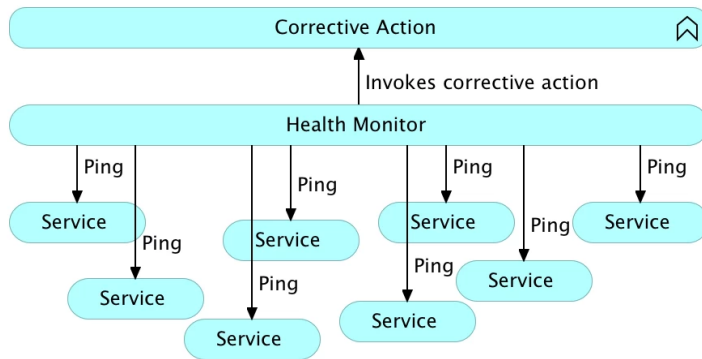 Corrective Action
Invokes corrective action
Health Monitor
Ping
Ping
Ping
Ping
Ping
Service
Service
Service
Ping
Ping
Service
Ping
Service
Ping
Service
Service
Service
Service